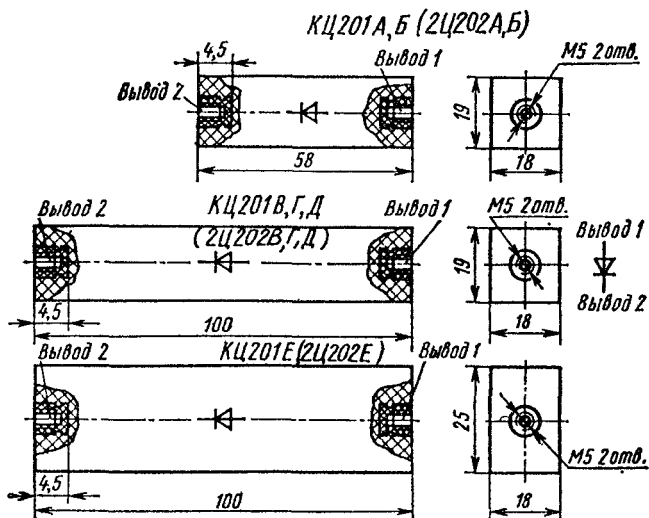 КЦ201А,Б (2Ц202А,Б)
4,5
Вывод 1
М5 2отв.
Вывод 2
19
58
18
Вывод 2
КЦ201В,Г,Д
Вывод 1
(2Ц202В,Г,Д)
М5 2отв.
Вывод 1
19
Вывод 2
4,5
100
18
Вывод 2
КЦ201Е(2Ц202Е)
Вывод 1
25
М5 2отв.
4,5
100
18